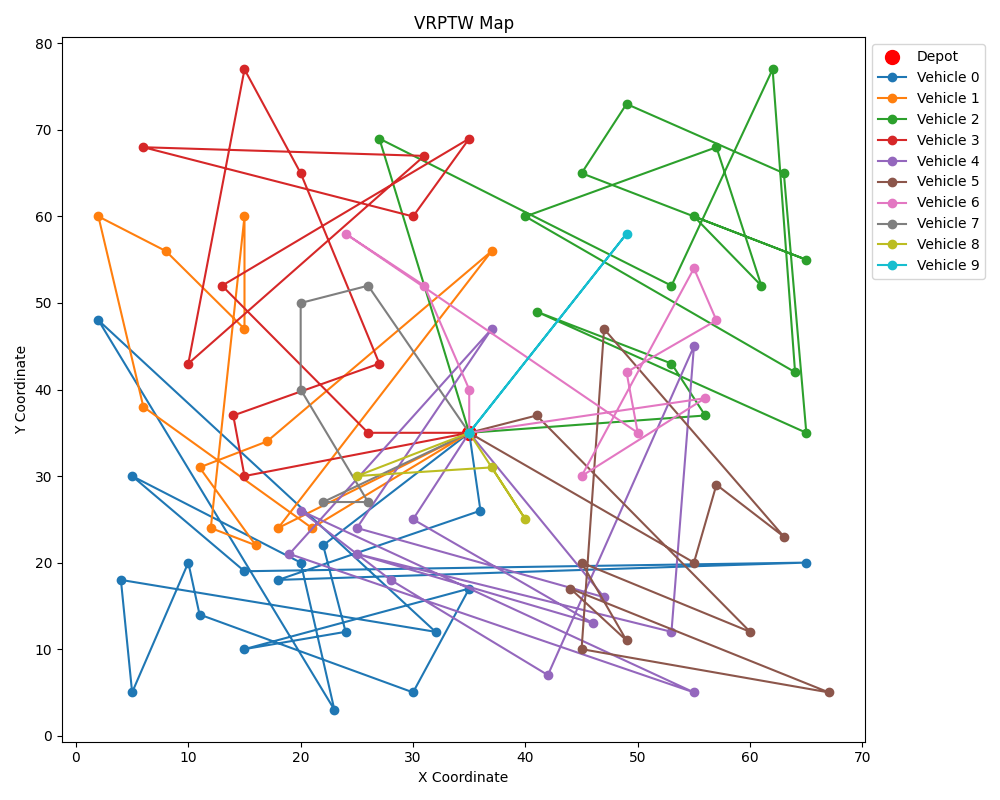 VRPTW Map
Y Coordinate
80
70
60
50
40
30
20
10
0
0 10 20 30 40 50 60 70
X Coordinate
Depot
Vehicle 0
Vehicle 1
Vehicle 2
Vehicle 3
Vehicle 4
Vehicle 5
Vehicle 6
Vehicle 7
Vehicle 8
Vehicle 9